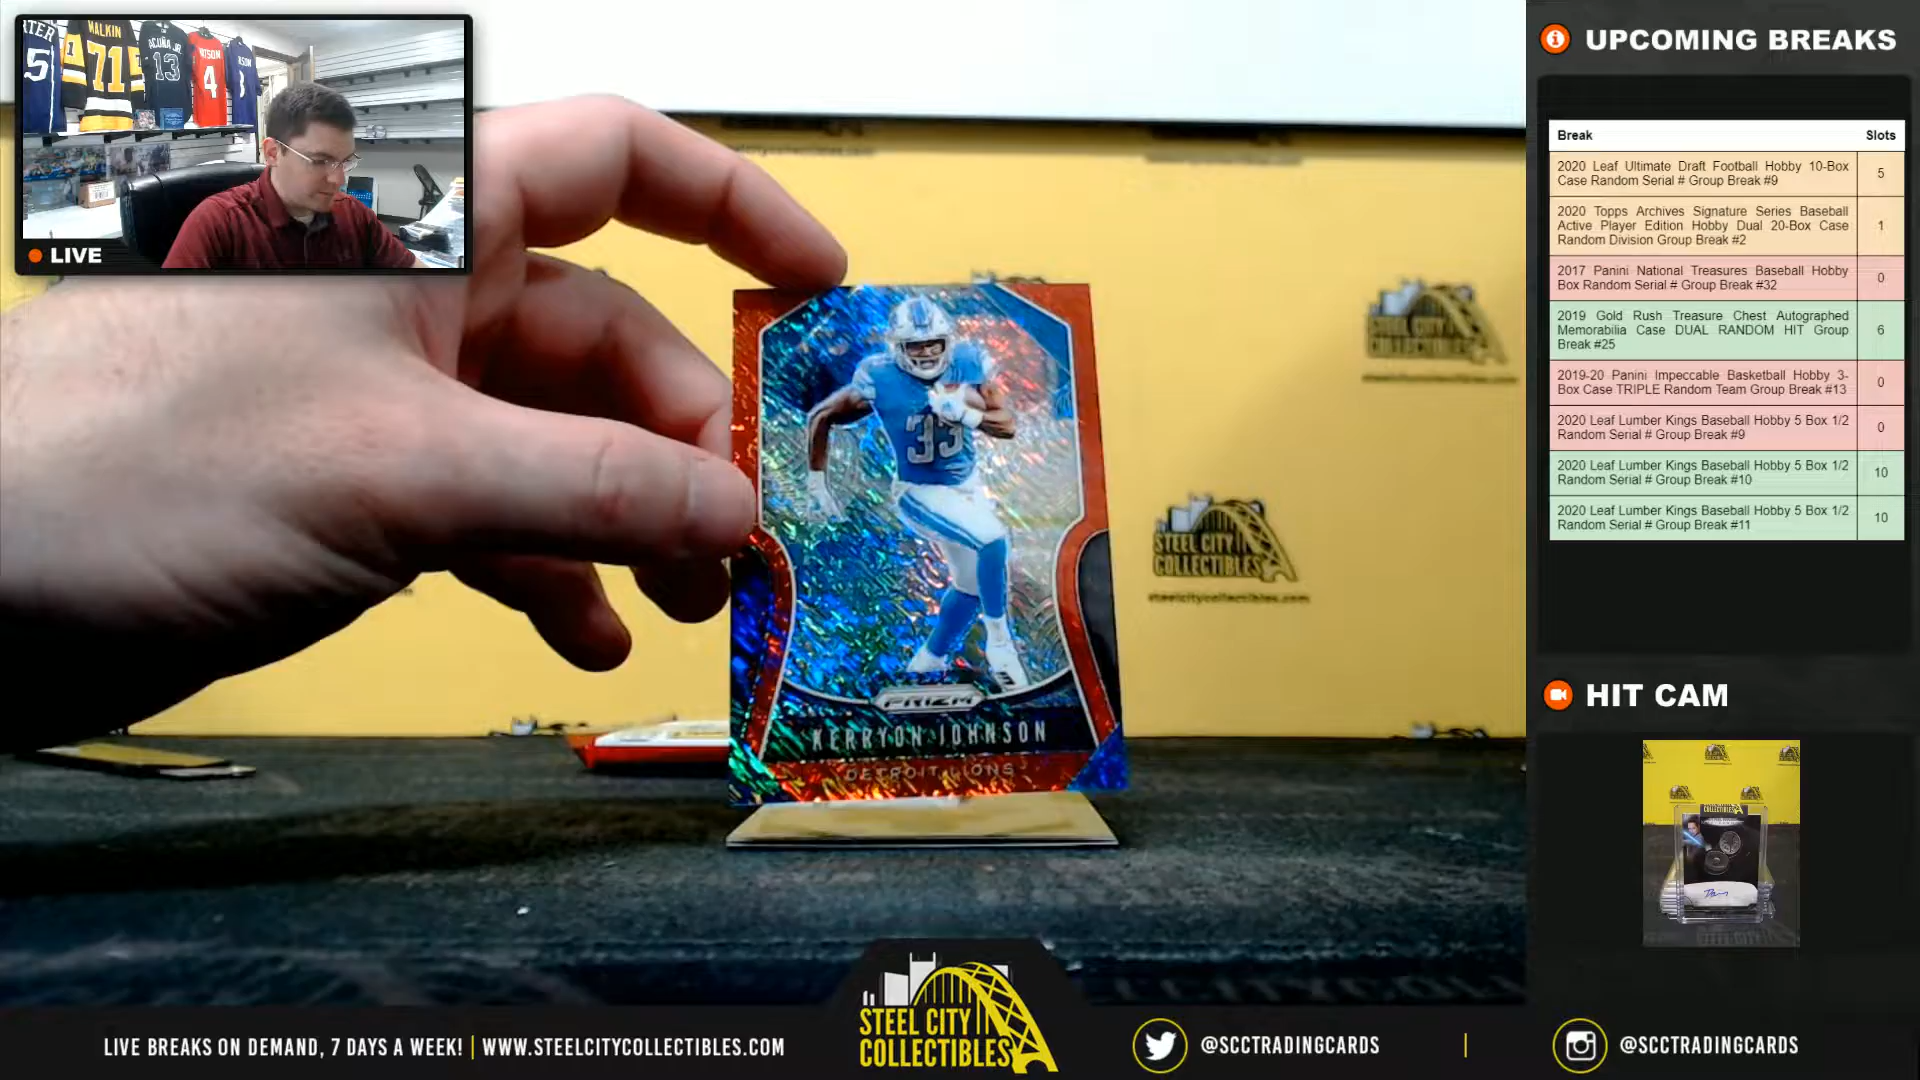 TER
5
MALKIN
71
ACUÑA JR
13
4
LIVE
33
PRIZM
KERRYON JOHNSON
DETROIT LIONS
STEEL CITY
COLLECTIBLES
STEEL CITY
COLLECTIBLES
steelcitycollectibles.com
UPCOMING BREAKS
Break Slots
2020 Leaf Ultimate Draft Football Hobby 10-Box
Case Random Serial # Group Break #9 5
2020 Topps Archives Signature Series Baseball
Active Player Edition Hobby Dual 20-Box Case
Random Division Group Break #2 1
2017 Panini National Treasures Baseball Hobby
Box Random Serial # Group Break #32 0
2019 Gold Rush Treasure Chest Autographed
Memorabilia Case DUAL RANDOM HIT Group
Break #25 6
2019-20 Panini Impeccable Basketball Hobby 3-
Box Case TRIPLE Random Team Group Break #13 0
2020 Leaf Lumber Kings Baseball Hobby 5 Box 1/2
Random Serial # Group Break #9 0
2020 Leaf Lumber Kings Baseball Hobby 5 Box 1/2
Random Serial # Group Break #10 10
2020 Leaf Lumber Kings Baseball Hobby 5 Box 1/2
Random Serial # Group Break #11 10
HIT CAM
LIVE BREAKS ON DEMAND, 7 DAYS A WEEK! | WWW.STEELCITYCOLLECTIBLES.COM
STEEL CITY
COLLECTIBLES
@SCCTRADINGCARDS | @SCCTRADINGCARDS